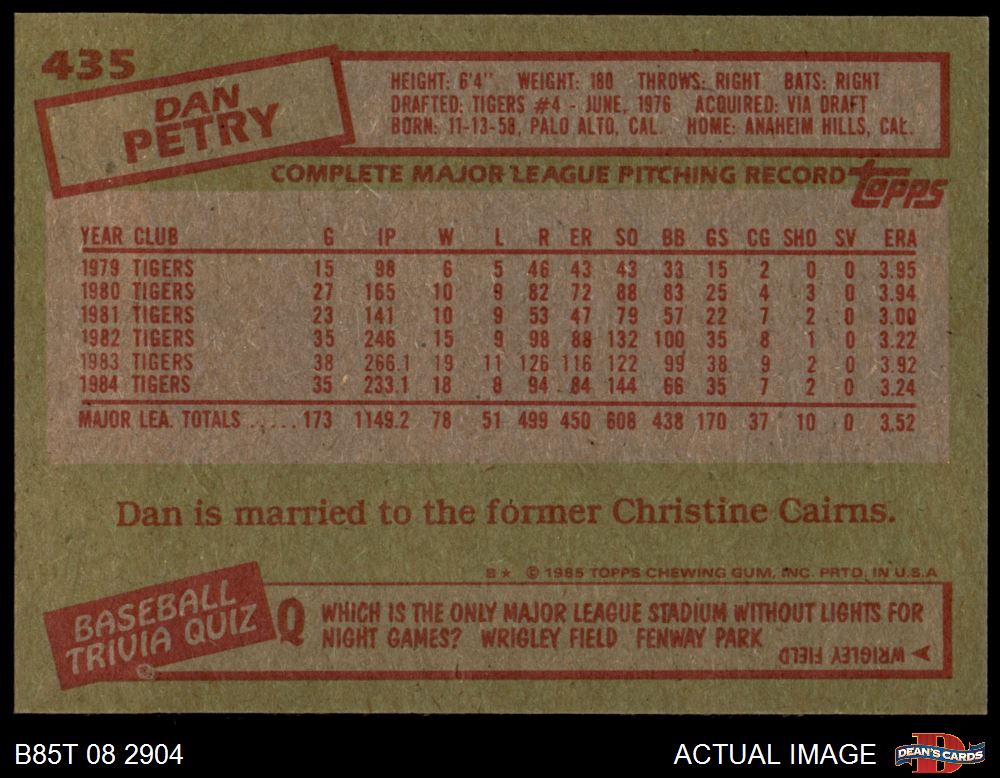 435
DAN
PETRY
HEIGHT: 6'4" WEIGHT: 180 THROWS: RIGHT BATS: RIGHT
DRAFTED: TIGERS #4 - JUNE, 1976 ACQUIRED: VIA DRAFT
BORN: 11-13-58, PALO ALTO, CAL. HOME: ANAHEIM HILLS, CAL.
COMPLETE MAJOR LEAGUE PITCHING RECORD topps
YEAR CLUB G IP W L R ER SO BB GS CG SHO SV ERA
1979 TIGERS 15 98 6 5 46 43 43 33 15 2 0 0 3.95
1980 TIGERS 27 165 10 9 82 72 88 83 25 4 3 0 3.94
1981 TIGERS 23 141 10 9 53 47 79 57 22 7 2 0 3.00
1982 TIGERS 35 246 15 9 98 88 132 100 35 8 1 0 3.22
1983 TIGERS 38 266.1 19 11 126 116 122 99 38 9 2 0 3.92
1984 TIGERS 35 233.1 18 8 94 84 144 66 35 7 2 0 3.24
MAJOR LEA. TOTALS ..... 173 1149.2 78 51 499 450 608 438 170 37 10 0 3.52
Dan is married to the former Christine Cairns.
B★ © 1985 TOPPS CHEWING GUM, INC. PRTD. IN U.S.A
BASEBALL
TRIVIA QUIZ
Q WHICH IS THE ONLY MAJOR LEAGUE STADIUM WITHOUT LIGHTS FOR
NIGHT GAMES? WRIGLEY FIELD FENWAY PARK
A WRIGLEY FIELD
B85T 08 2904
ACTUAL IMAGE
D
DEAN'S CARDS